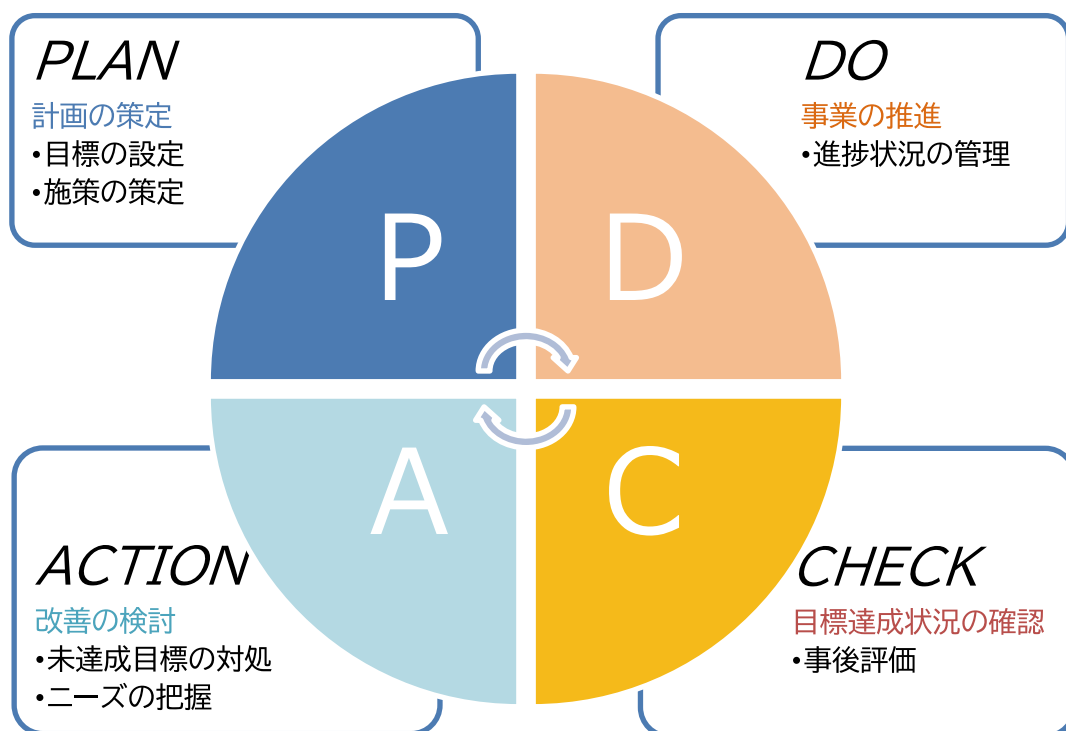 PLAN
計画の策定
•目標の設定
•施策の策定
DO
事業の推進
•進捗状況の管理
P
D
A
C
ACTION
改善の検討
•未達成目標の対処
•ニーズの把握
CHECK
目標達成状況の確認
•事後評価